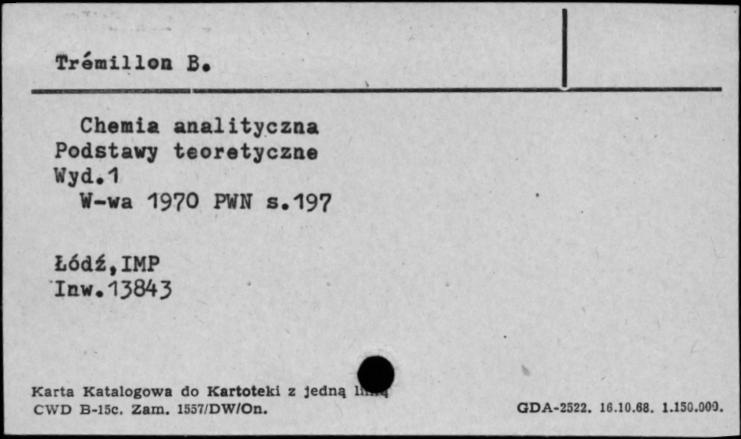 Trémillon B.
Chemia analityczna
Podstawy teoretyczne
Wyd.1
W-wa 1970 PWN s.197
Łódź,IMP
Inw.13843
Karta Katalogowa do Kartoteki z jedną
CWD B-15c. Zam. 1557/DW/On.
GDA-2522. 16.10.68. 1.150.000.